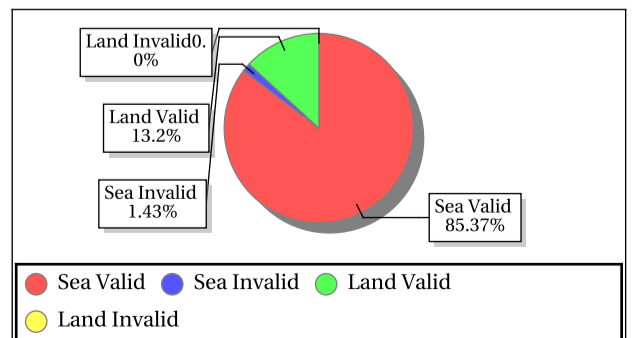 Land Invalid0.
0%
Land Valid
13.2%
Sea Invalid
1.43%
Sea Valid
85.37%
Sea Valid Sea Invalid Land Valid
Land Invalid